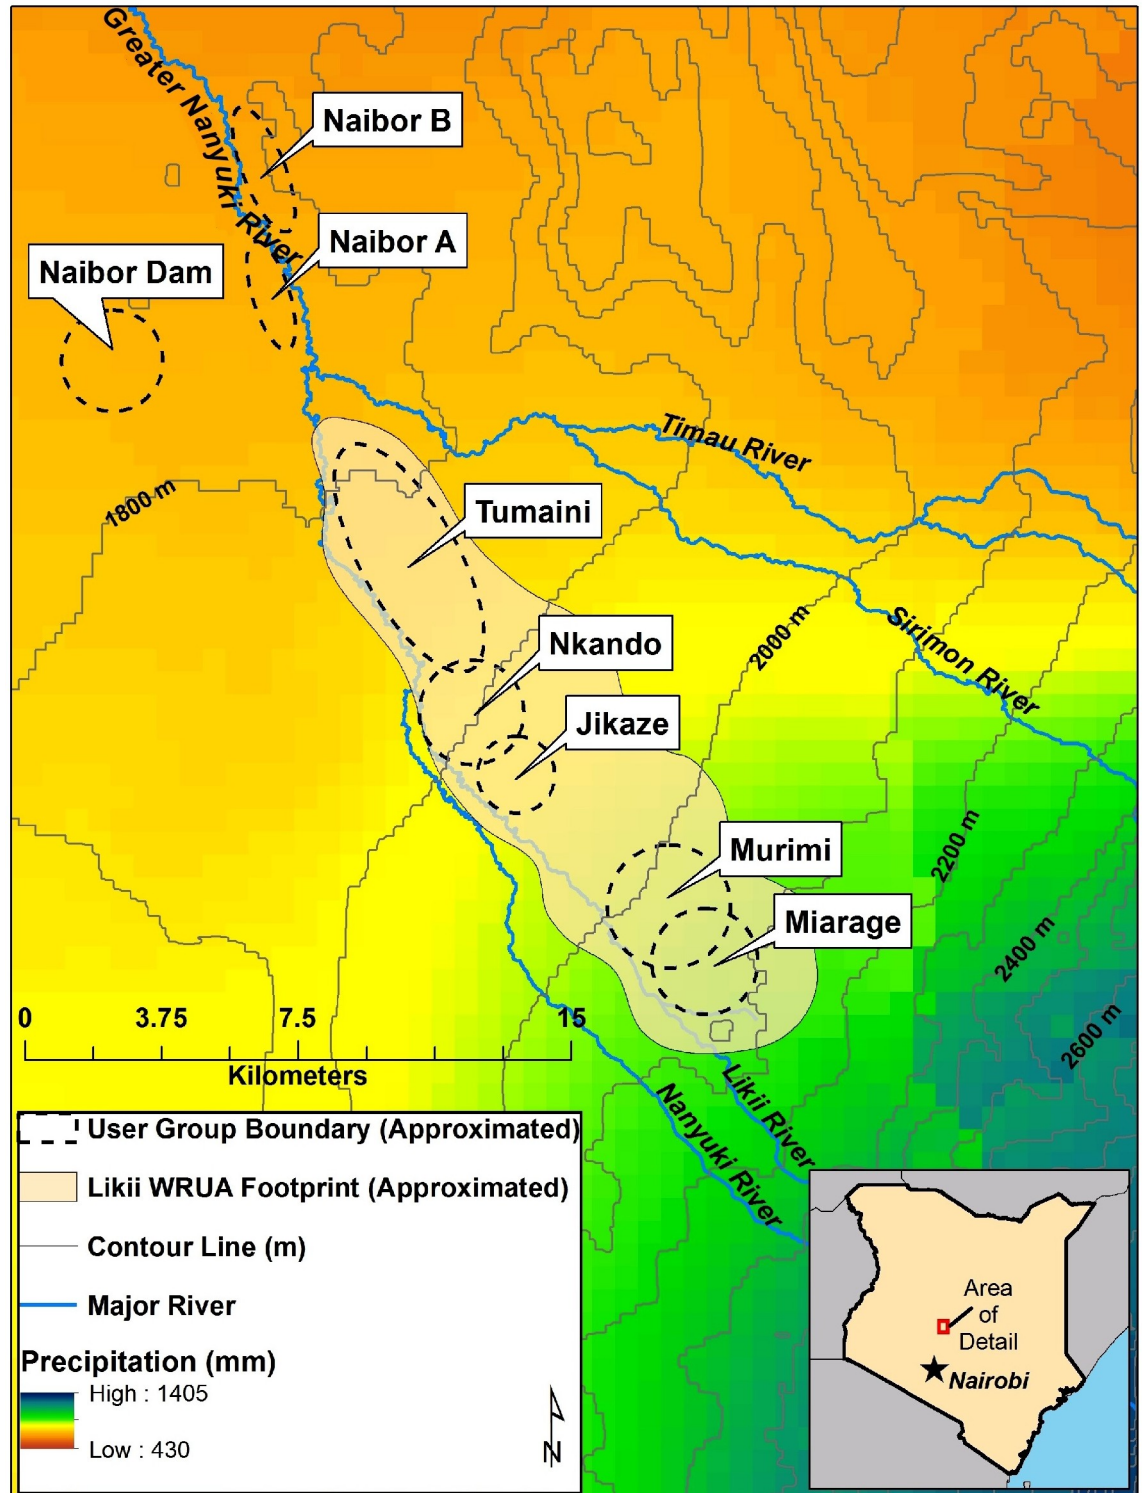 Greater Nanyuki River
Naibor B
Naibor A
Naibor Dam
Timau River
1800 m
Tumaini
2000 m
Sirimon River
Nkando
Jikaze
Murimi
2200 m
Miarage
2400 m
2600 m
0 3.75 7.5 15
Kilometers
Likii River
Nanyuki River
User Group Boundary (Approximated)
Likii WRUA Footprint (Approximated)
Contour Line (m)
Major River
Precipitation (mm)
High : 1405
Low : 430
N
Area
of
Detail
Nairobi